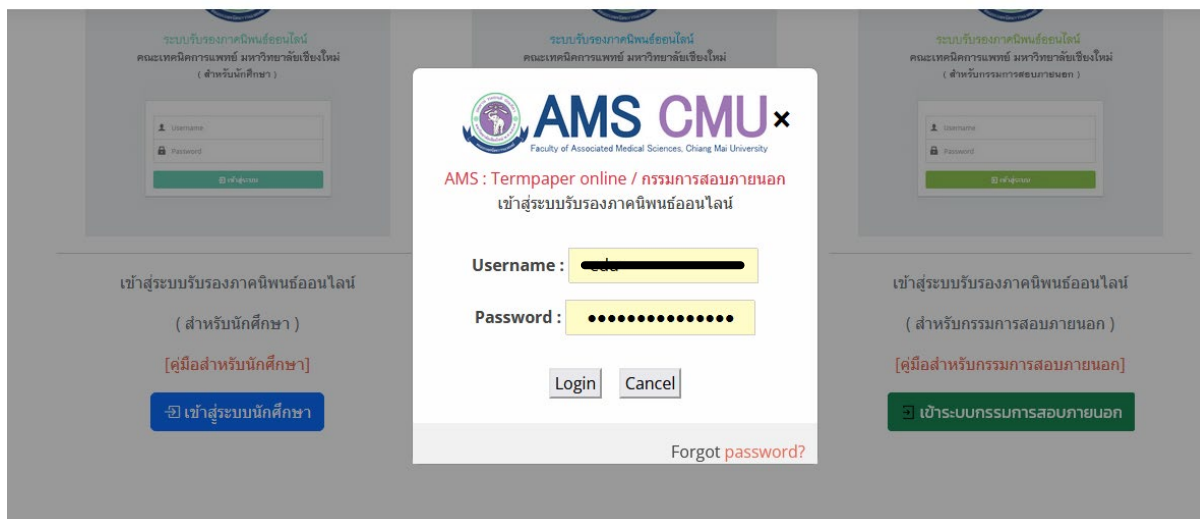 ระบบรับรองภาคนิพนธ์ออนไลน์
คณะเทคนิคการแพทย์ มหาวิทยาลัยเชียงใหม่
( สำหรับนักศึกษา )
Username
Password
เข้าสู่ระบบ
เข้าสู่ระบบรับรองภาคนิพนธ์ออนไลน์
( สำหรับนักศึกษา )
[คู่มือสำหรับนักศึกษา]
เข้าสู่ระบบนักศึกษา
ระบบรับรองภาคนิพนธ์ออนไลน์
คณะเทคนิคการแพทย์ มหาวิทยาลัยเชียงใหม่
AMS CMU ×
Faculty of Associated Medical Sciences, Chiang Mai University
AMS : Termpaper online / กรรมการสอบภายนอก
เข้าสู่ระบบรับรองภาคนิพนธ์ออนไลน์
Username :
Password : ●●●●●●●●●●●●●●●
Login Cancel
Forgot password?
ระบบรับรองภาคนิพนธ์ออนไลน์
คณะเทคนิคการแพทย์ มหาวิทยาลัยเชียงใหม่
( สำหรับกรรมการสอบภายนอก )
Username
Password
เข้าสู่ระบบ
เข้าสู่ระบบรับรองภาคนิพนธ์ออนไลน์
( สำหรับกรรมการสอบภายนอก )
[คู่มือสำหรับกรรมการสอบภายนอก]
เข้าระบบกรรมการสอบภายนอก